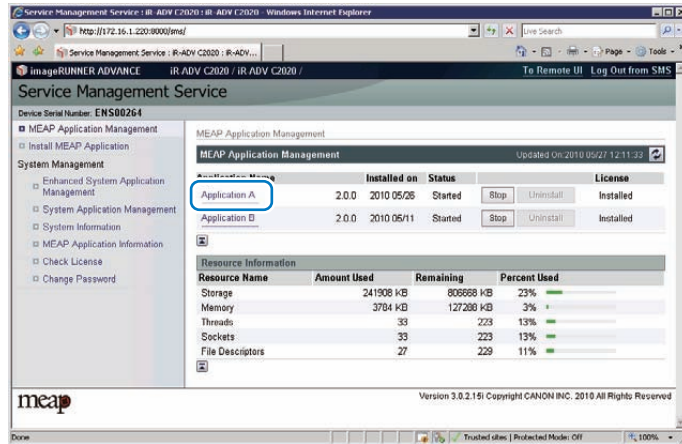 Service Management Service : iR-ADV C2020 : iR-ADV C2020 - Windows Internet Explorer
http://172.16.1.220:8000/sms/
Live Search
Service Management Service : iR-ADV C2020 : iR-ADV...
Page
Tools
imageRUNNER ADVANCE iR-ADV C2020 / iR-ADV C2020 / To Remote UI Log Out from SMS
Service Management Service
Device Serial Number: ENS00264
MEAP Application Management
Install MEAP Application
System Management
Enhanced System Application
Management
System Application Management
System Information
MEAP Application Information
Check License
Change Password
MEAP Application Management
MEAP Application Management Updated On:2010 05/27 12:11:33
Application Name Installed on Status License
Application A 2.0.0 2010 05/26 Started Stop Uninstall Installed
Application B 2.0.0 2010 05/11 Started Stop Uninstall Installed
Resource Information
Resource Name Amount Used Remaining Percent Used
Storage 241908 KB 806668 KB 23%
Memory 3784 KB 127288 KB 3%
Threads 33 223 13%
Sockets 33 223 13%
File Descriptors 27 229 11%
meap
Version 3.0.2.15i Copyright CANON INC. 2010 All Rights Reserved
Done Trusted sites | Protected Mode: Off 100%